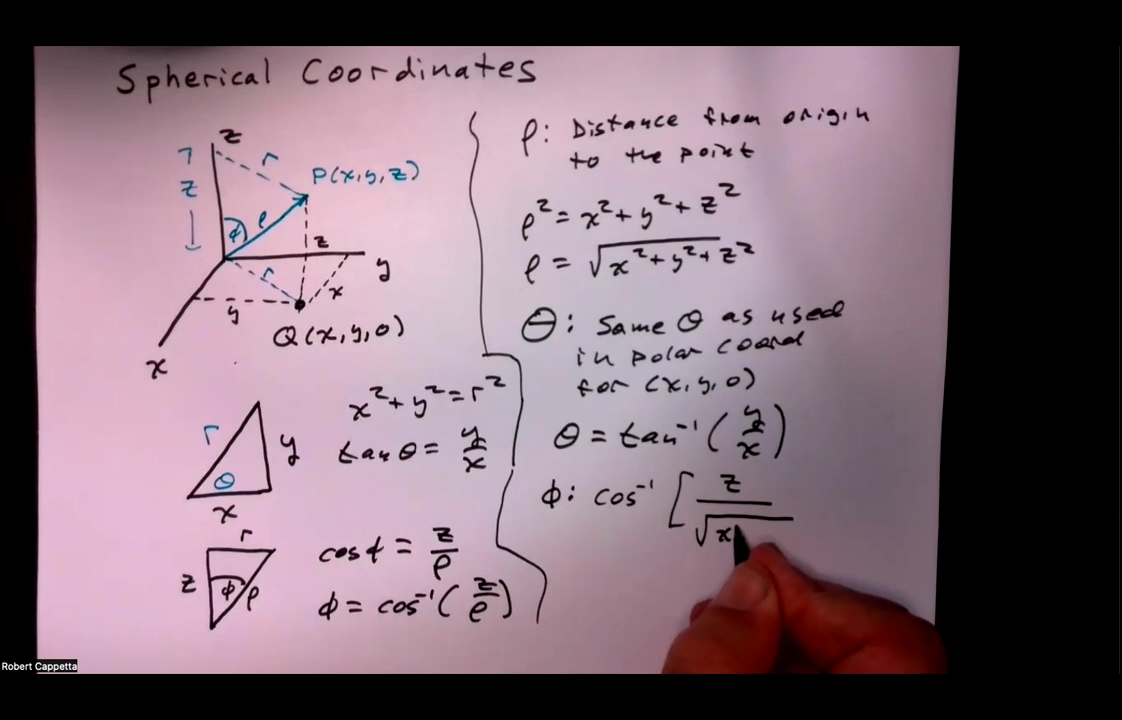 Spherical Coordinates
z
r
P(x,y,z)
z
ϕ
ρ
z
y
r
x
y
Q(x,y,0)
x
x²+y²=r²
r
y
tan θ = y/x
θ
x
r
z
ϕ
ρ
cos ϕ = z/ρ
ϕ = cos⁻¹(z/ρ)
ρ: Distance from origin
to the point
ρ² = x²+y²+z²
ρ = √x²+y²+z²
θ: Same θ as used
in polar coord
for (x,y,0)
θ = tan⁻¹(y/x)
ϕ: cos⁻¹[z/√x
Robert Cappetta